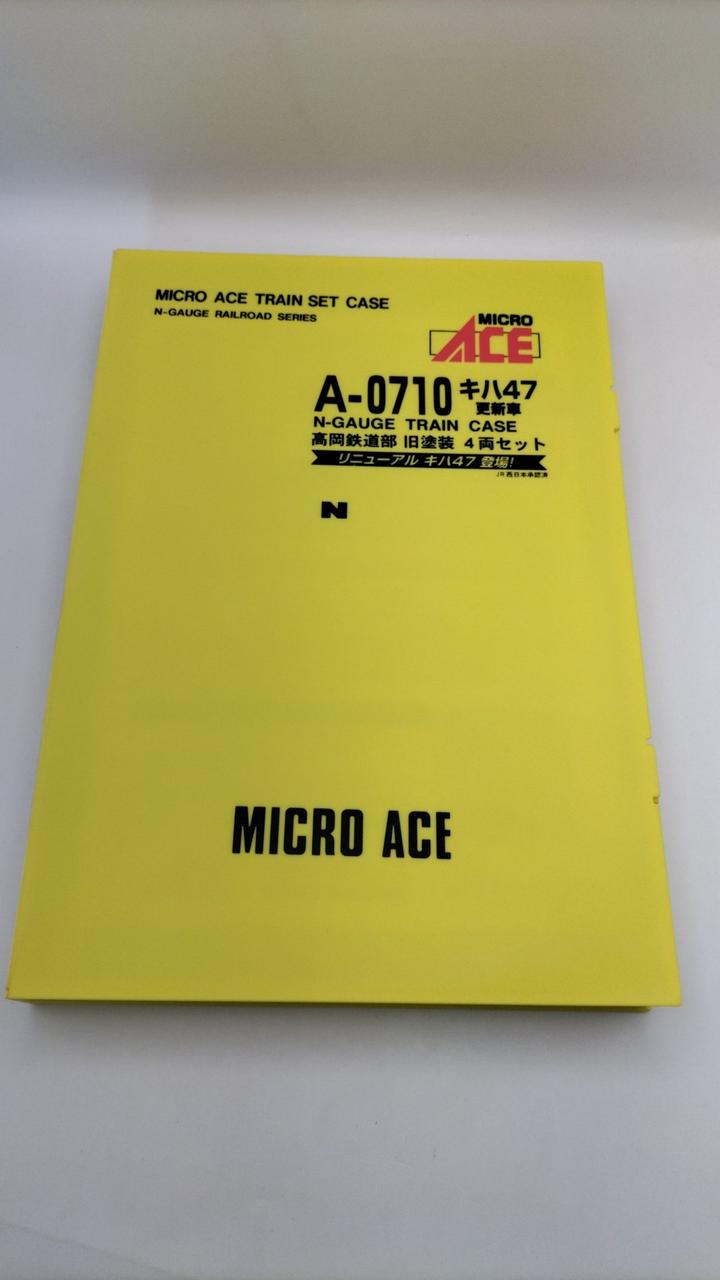 MICRO ACE TRAIN SET CASE
N-GAUGE RAILROAD SERIES
MICRO
ACE
A-0710 キハ47
更新車
N-GAUGE TRAIN CASE
高岡鉄道部 旧塗装 4両セット
リニューアル キハ47 登場!
JR西日本承認済
N
MICRO ACE